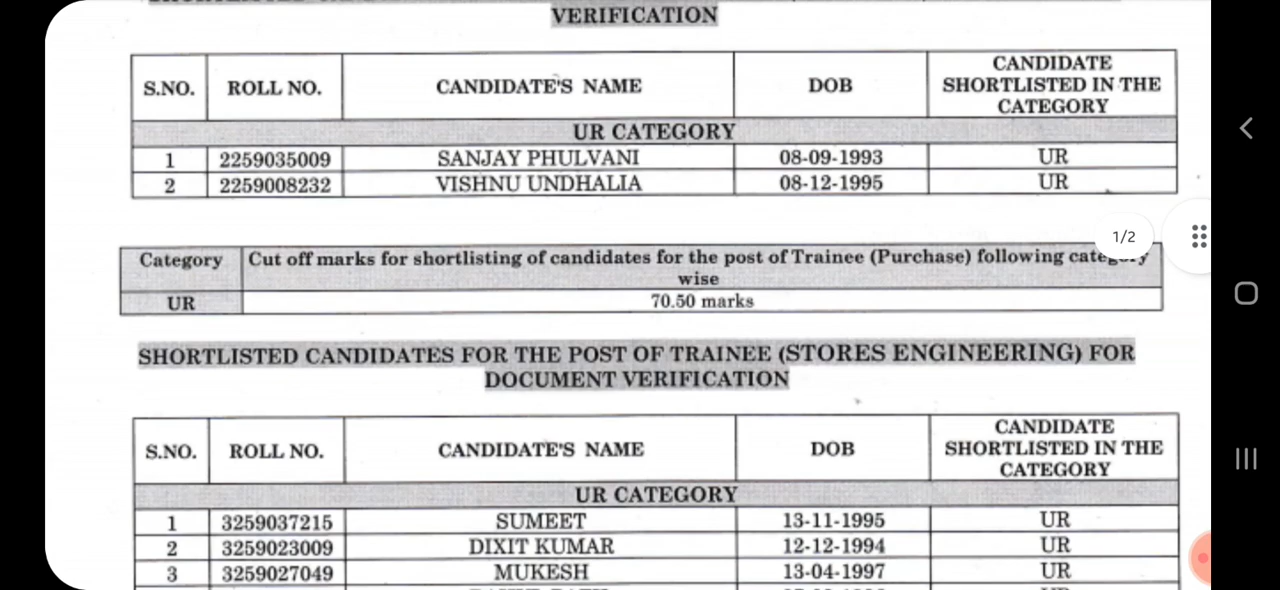 VERIFICATION
S.NO. ROLL NO. CANDIDATE'S NAME DOB CANDIDATE SHORTLISTED IN THE CATEGORY
UR CATEGORY
1 2259035009 SANJAY PHULVANI 08-09-1993 UR
2 2259008232 VISHNU UNDHALIA 08-12-1995 UR
1/2
Category Cut off marks for shortlisting of candidates for the post of Trainee (Purchase) following category
wise
UR 70.50 marks
SHORTLISTED CANDIDATES FOR THE POST OF TRAINEE (STORES ENGINEERING) FOR
DOCUMENT VERIFICATION
S.NO. ROLL NO. CANDIDATE'S NAME DOB CANDIDATE SHORTLISTED IN THE CATEGORY
UR CATEGORY
1 3259037215 SUMEET 13-11-1995 UR
2 3259023009 DIXIT KUMAR 12-12-1994 UR
3 3259027049 MUKESH 13-04-1997 UR